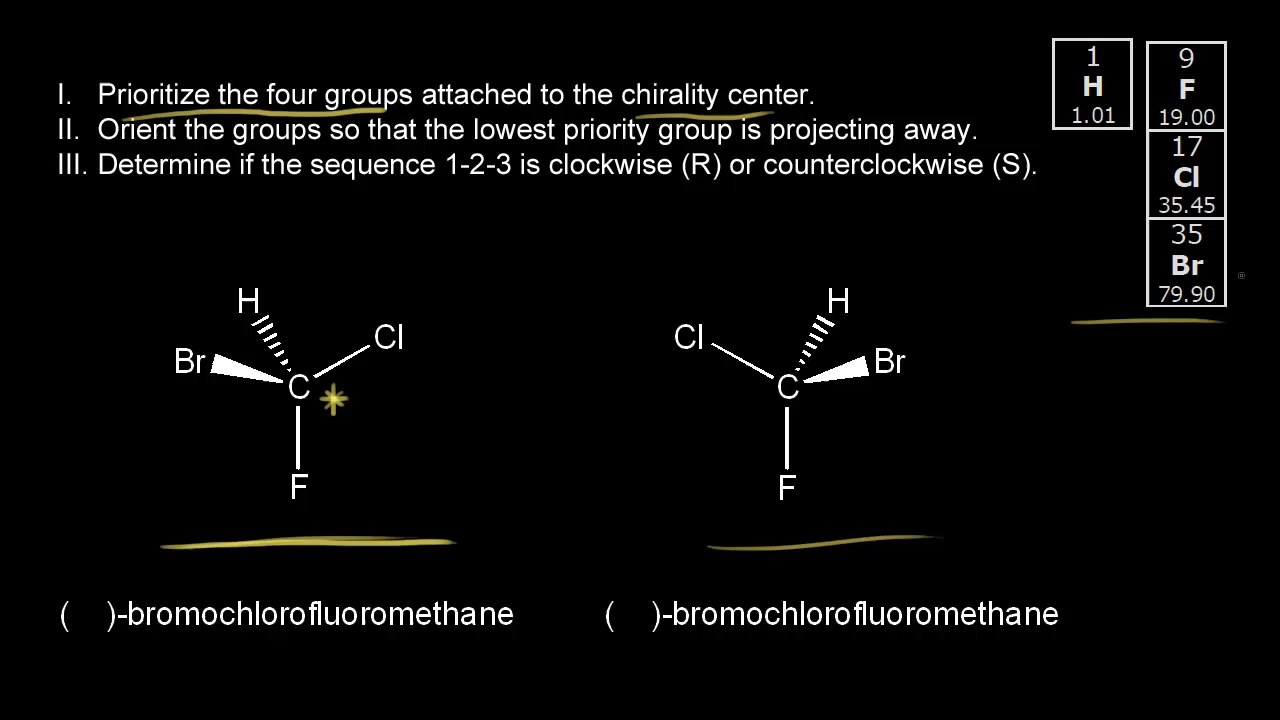 I. Prioritize the four groups attached to the chirality center.
II. Orient the groups so that the lowest priority group is projecting away.
III. Determine if the sequence 1-2-3 is clockwise (R) or counterclockwise (S).
1
H
1.01
9
F
19.00
17
Cl
35.45
35
Br
79.90
H
Cl
Br
C
F
H
Cl
Br
C
F
( )-bromochlorofluoromethane
( )-bromochlorofluoromethane